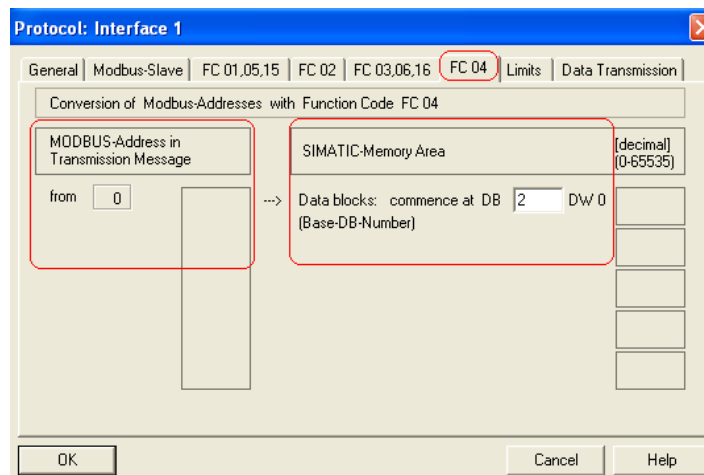 Protocol: Interface 1
General
Modbus-Slave
FC 01,05,15
FC 02
FC 03,06,16
FC 04
Limits
Data Transmission
Conversion of Modbus-Addresses with Function Code FC 04
MODBUS-Address in
Transmission Message
SIMATIC-Memory Area
[decimal]
(0-65535)
from 0
---> Data blocks: commence at DB 2 DW 0
(Base-DB-Number)
OK
Cancel
Help